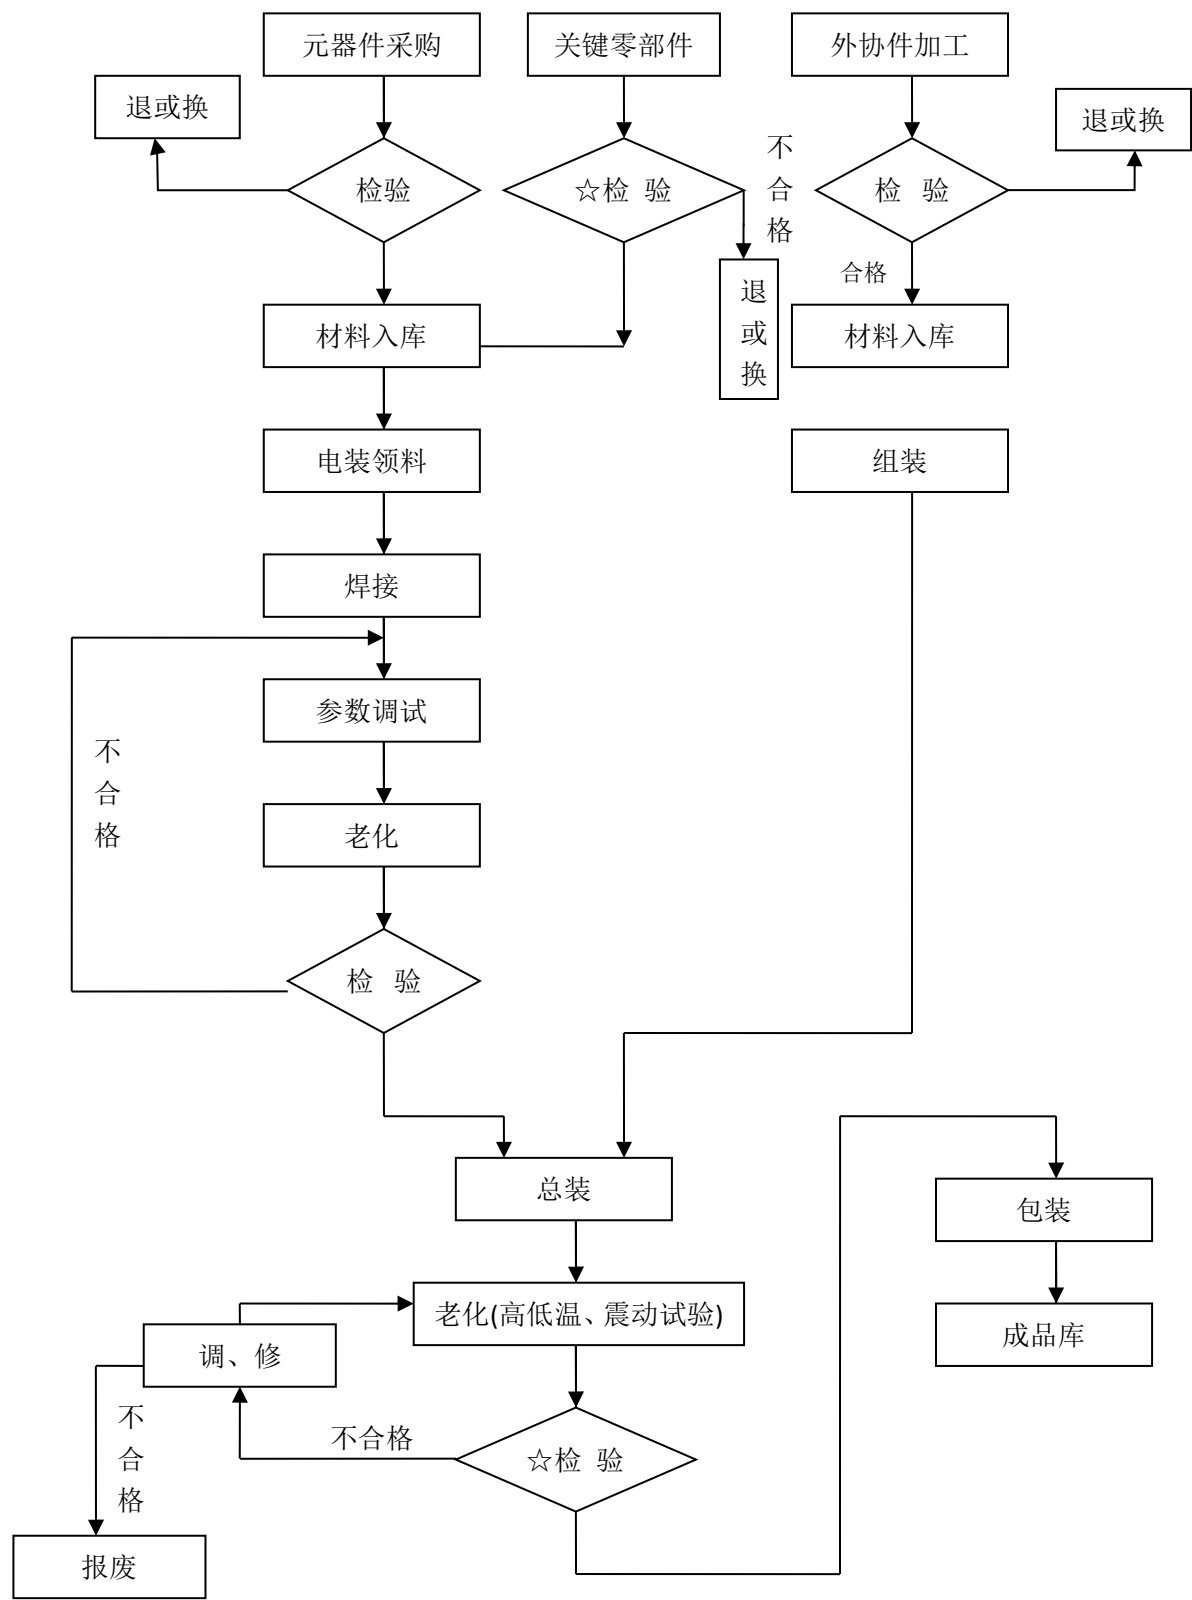 元器件采购
关键零部件
外协件加工
退或换
退或换
检验
☆检 验
不合格
检 验
合格
退或换
材料入库
材料入库
电装领料
组装
焊接
参数调试
不合格
老化
检 验
总装
包装
老化(高低温、震动试验)
成品库
调、修
不合格
不合格
☆检 验
报废